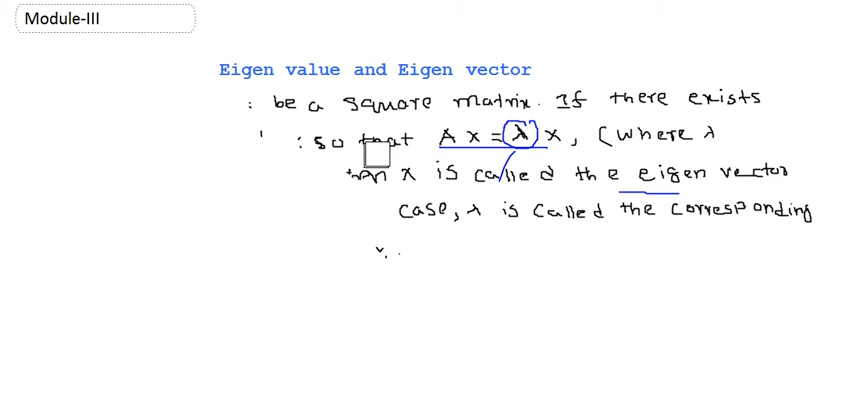 Module-III
Eigen value and Eigen vector
: be a square matrix. If there exists
: so that A x = λ x, (where λ
x is called the eigen vector
case, λ is called the corresponding